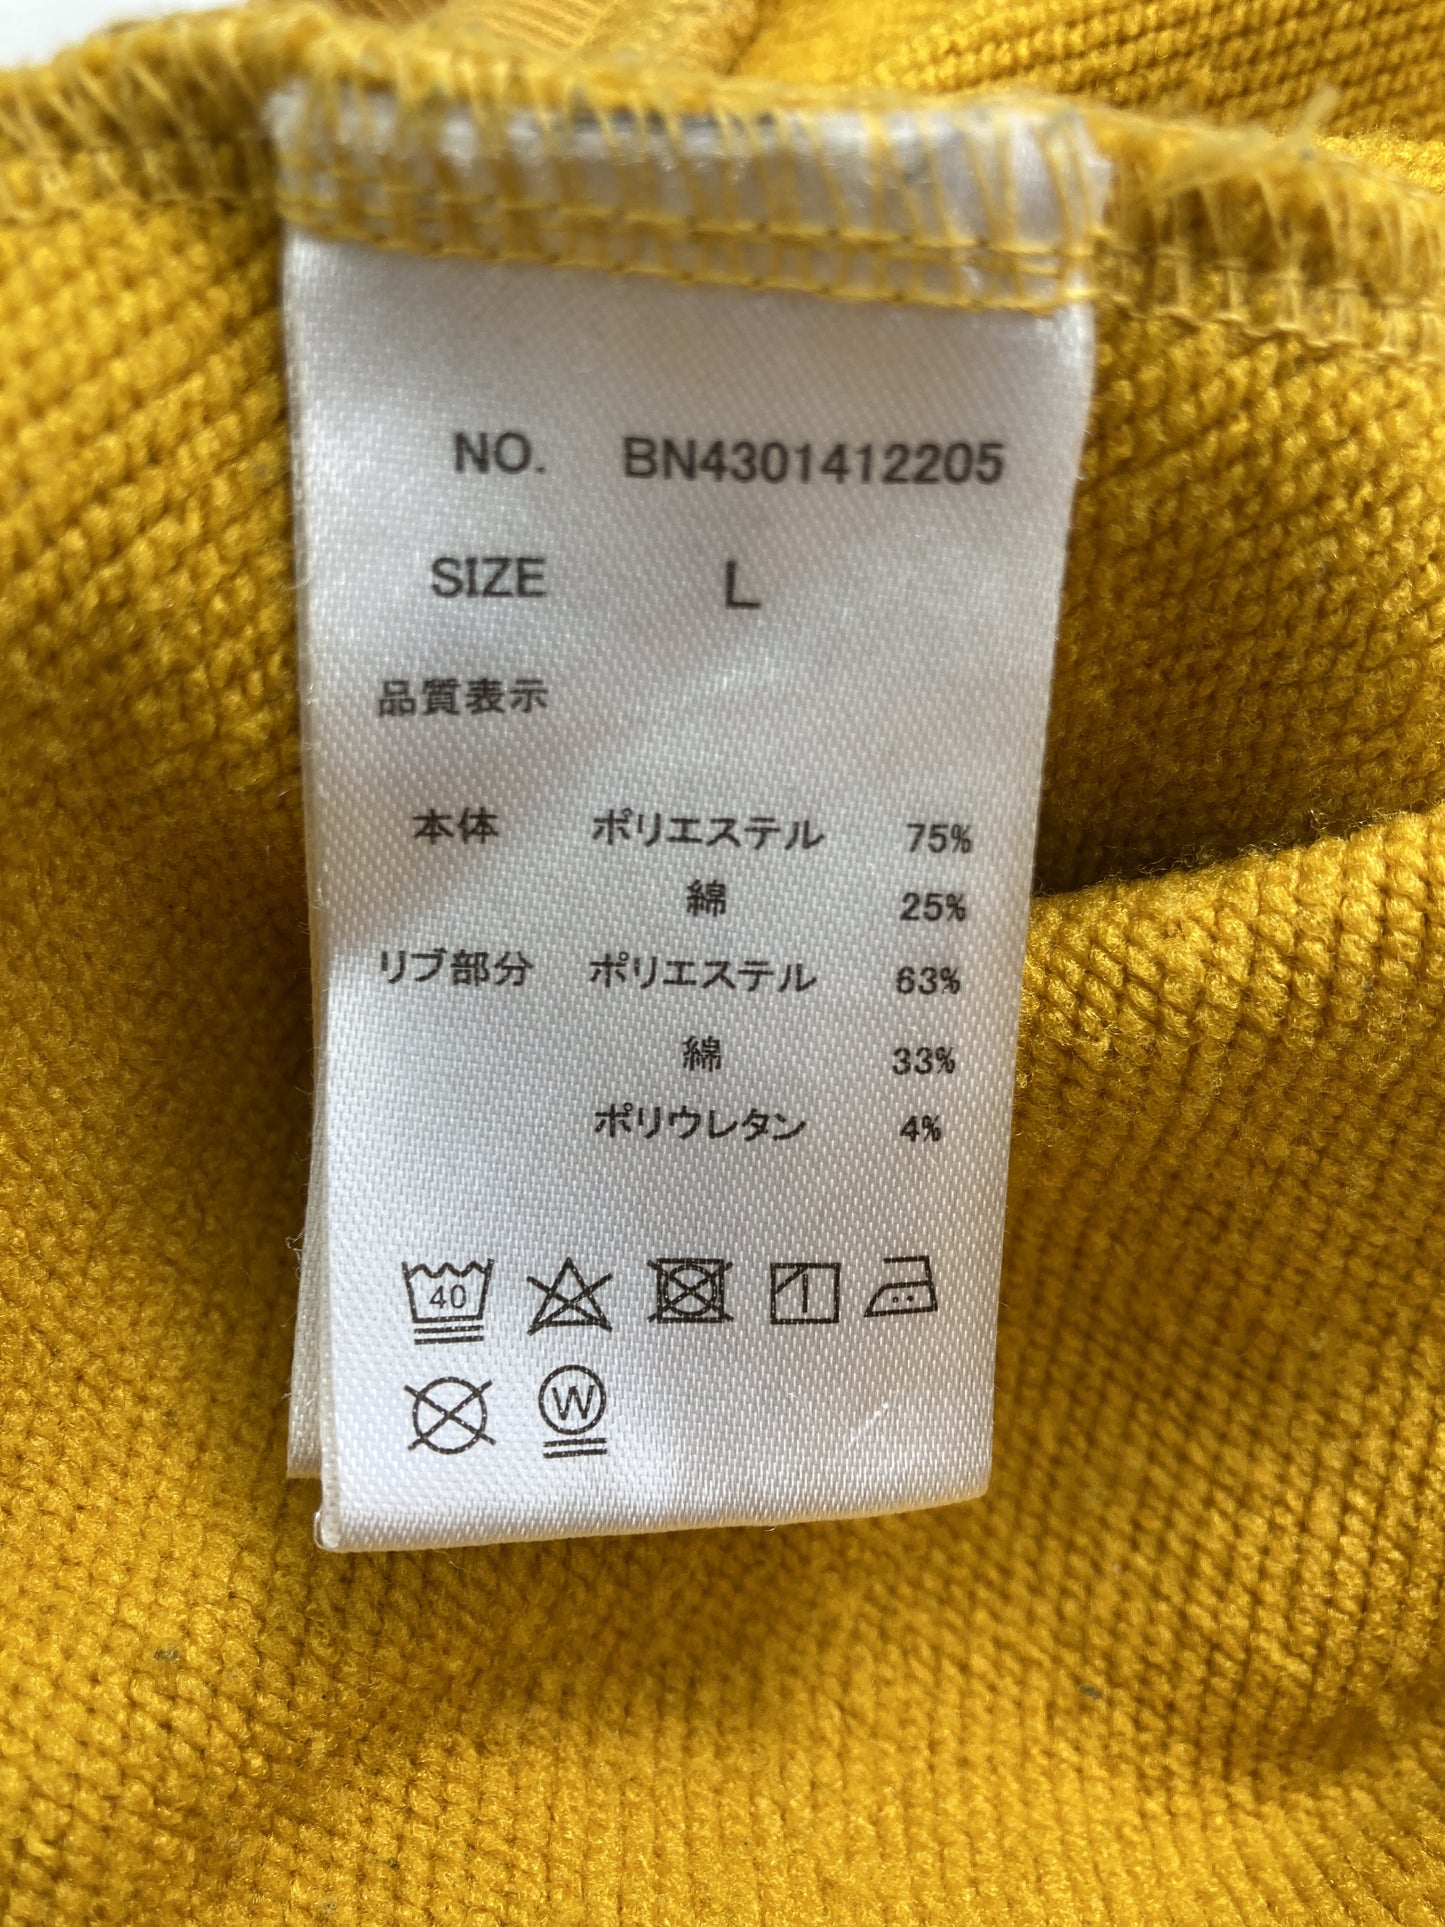 NO. BN4301412205
SIZE L
品質表示
本体 ポリエステル 75%
綿 25%
リブ部分 ポリエステル 63%
綿 33%
ポリウレタン 4%
40
W